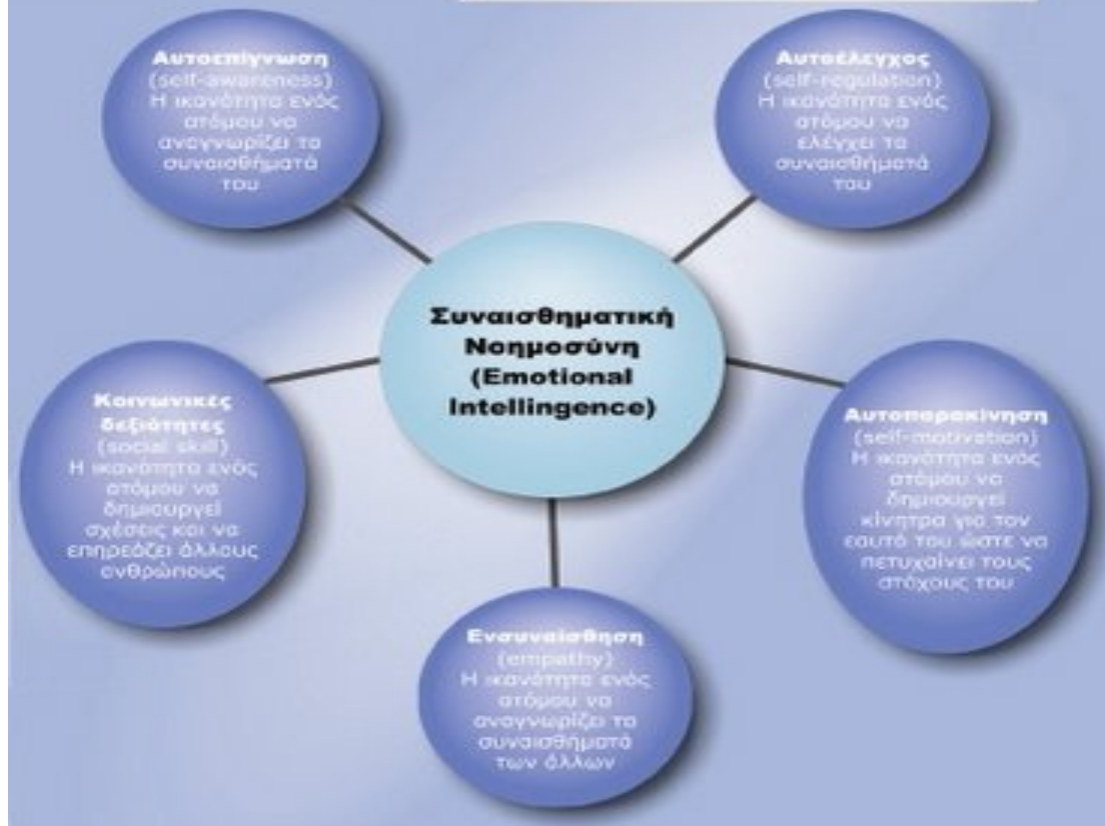 Αυτοεπίγνωση
(self-awareness)
Η ικανότητα ενός
ατόμου να
αναγνωρίζει τα
συναισθήματά
του
Αυτοέλεγχος
(self-regulation)
Η ικανότητα ενός
ατόμου να
ελέγχει τα
συναισθήματά
του
Συναισθηματική
Νοημοσύνη
(Emotional
Intellingence)
Κοινωνικές
δεξιότητες
(social skill)
Η ικανότητα ενός
ατόμου να
δημιουργεί
σχέσεις και να
επηρεάζει άλλους
ανθρώπους
Αυτοπαρακίνηση
(self-motivation)
Η ικανότητα ενός
ατόμου να
δημιουργεί
κίνητρα για τον
εαυτό του ώστε να
πετυχαίνει τους
στόχους του
Ενσυναίσθηση
(empathy)
Η ικανότητα ενός
ατόμου να
αναγνωρίζει τα
συναισθήματά
των άλλων